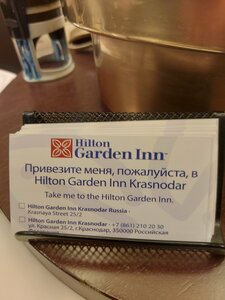 Hilton
Garden Inn™
Привезите меня, пожалуйста, в
Hilton Garden Inn Krasnodar
Take me to the Hilton Garden Inn.
Hilton Garden Inn Krasnodar Russia ·
Krasnaya Street 25/2
Hilton Garden Inn Krasnodar · +7 (861) 210 20 30
ул. Красная 25/2, г.Краснодар, 350000 Российская